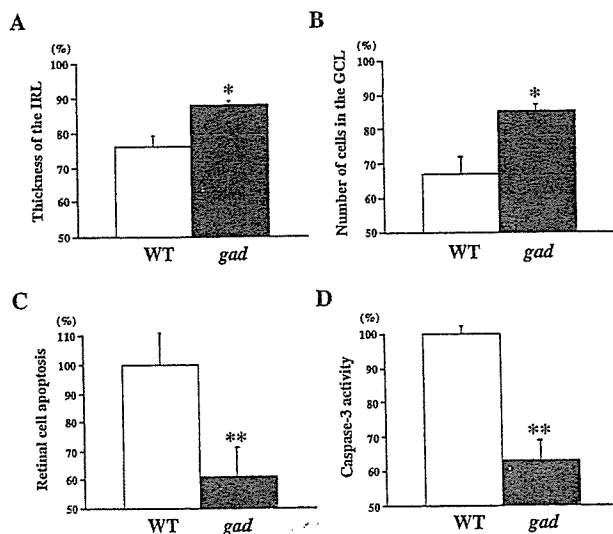 A
(%)
Thickness of the IRL
100
90
80
70
60
50
*
WT
gad
B
(%)
Number of cells in the GCL
100
90
80
70
60
50
*
WT
gad
C
(%)
Retinal cell apoptosis
110
100
90
80
70
60
50
**
WT
gad
D
(%)
Caspase-3 activity
100
90
80
70
60
50
**
WT
gad